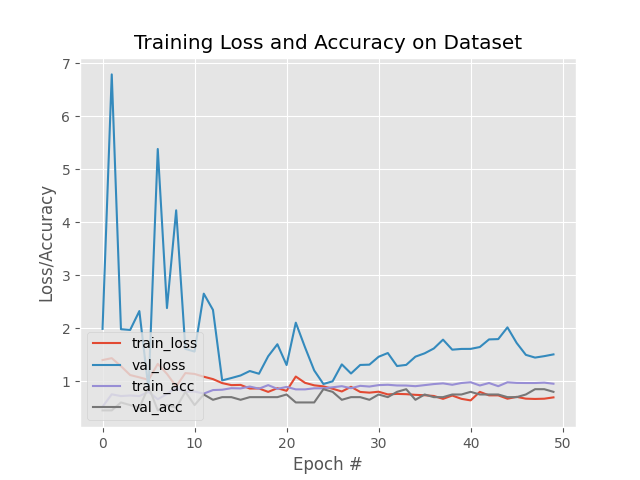 Training Loss and Accuracy on Dataset
7
6
5
4
3
2
1
Loss/Accuracy
train_loss
val_loss
train_acc
val_acc
0 10 20 30 40 50
Epoch #